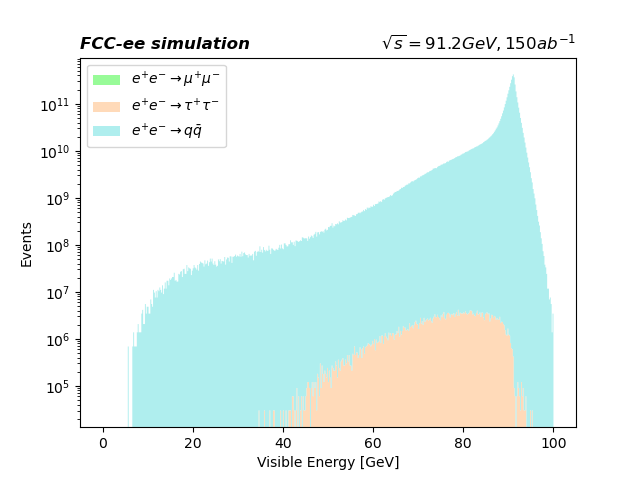 FCC-ee simulation
√s = 91.2GeV, 150ab⁻¹
e⁺e⁻ → μ⁺μ⁻
e⁺e⁻ → τ⁺τ⁻
e⁺e⁻ → qq̄
Events
10¹¹
10¹⁰
10⁹
10⁸
10⁷
10⁶
10⁵
0 20 40 60 80 100
Visible Energy [GeV]